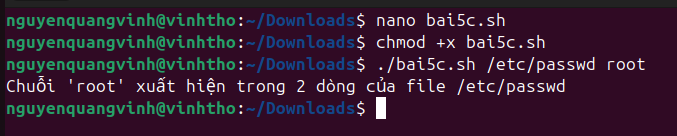 nguyenquangvinh@vinhtho:~/Downloads$ nano bai5c.sh
nguyenquangvinh@vinhtho:~/Downloads$ chmod +x bai5c.sh
nguyenquangvinh@vinhtho:~/Downloads$ ./bai5c.sh /etc/passwd root
Chuỗi 'root' xuất hiện trong 2 dòng của file /etc/passwd
nguyenquangvinh@vinhtho:~/Downloads$